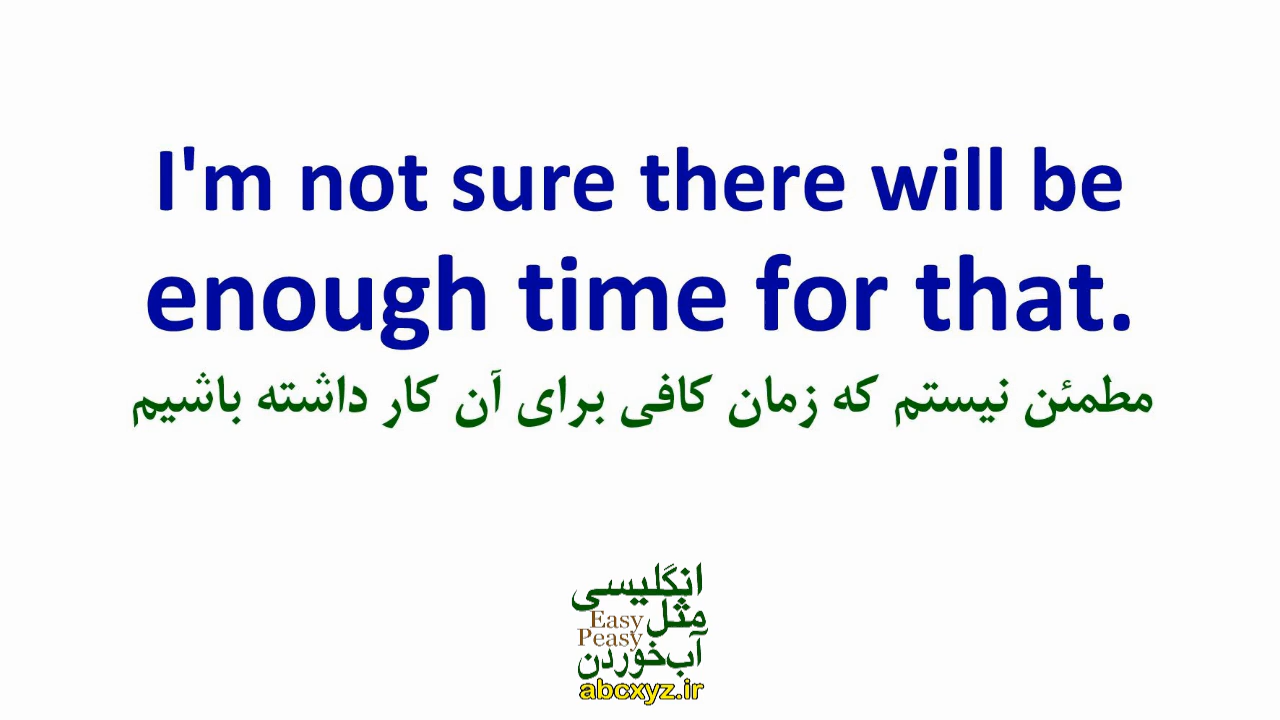 I'm not sure there will be
enough time for that.
مطمئن نیستم که زمان کافی برای آن کار داشته باشیم
انگلیسی
مثل Easy
Peasy
آب‌خوردن
abcxyz.ir